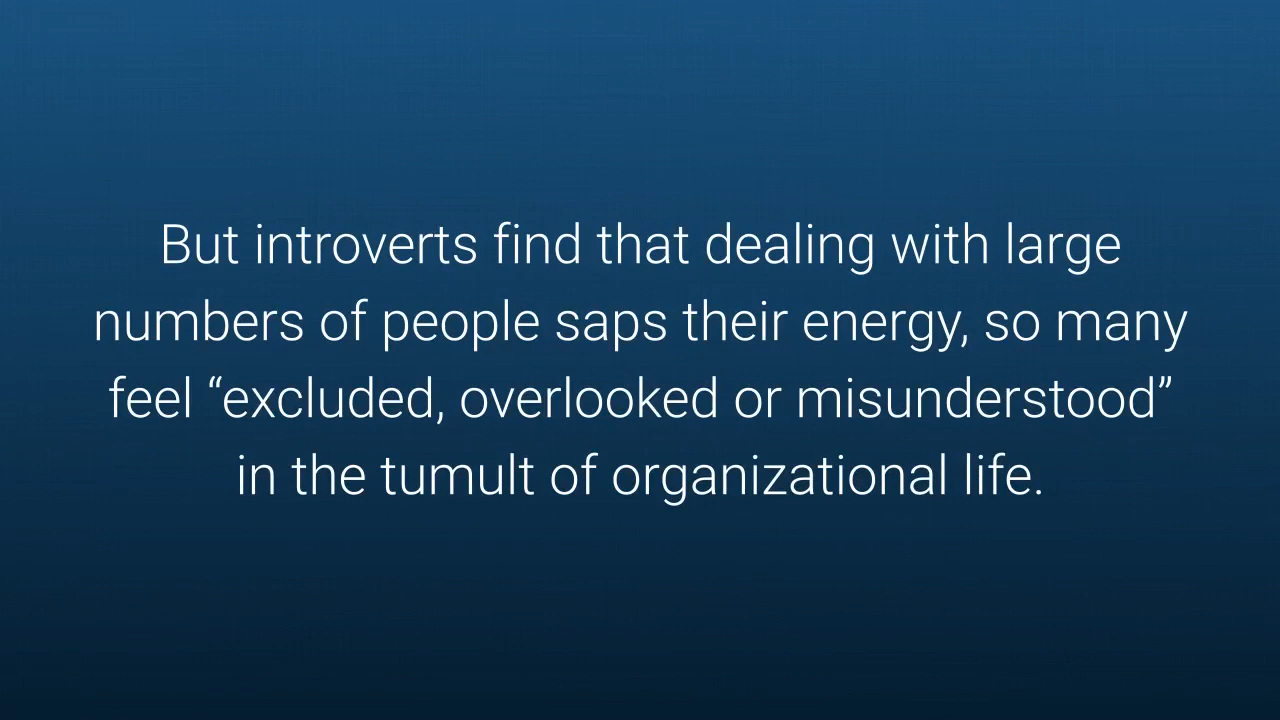 But introverts find that dealing with large
numbers of people saps their energy, so many
feel “excluded, overlooked or misunderstood”
in the tumult of organizational life.